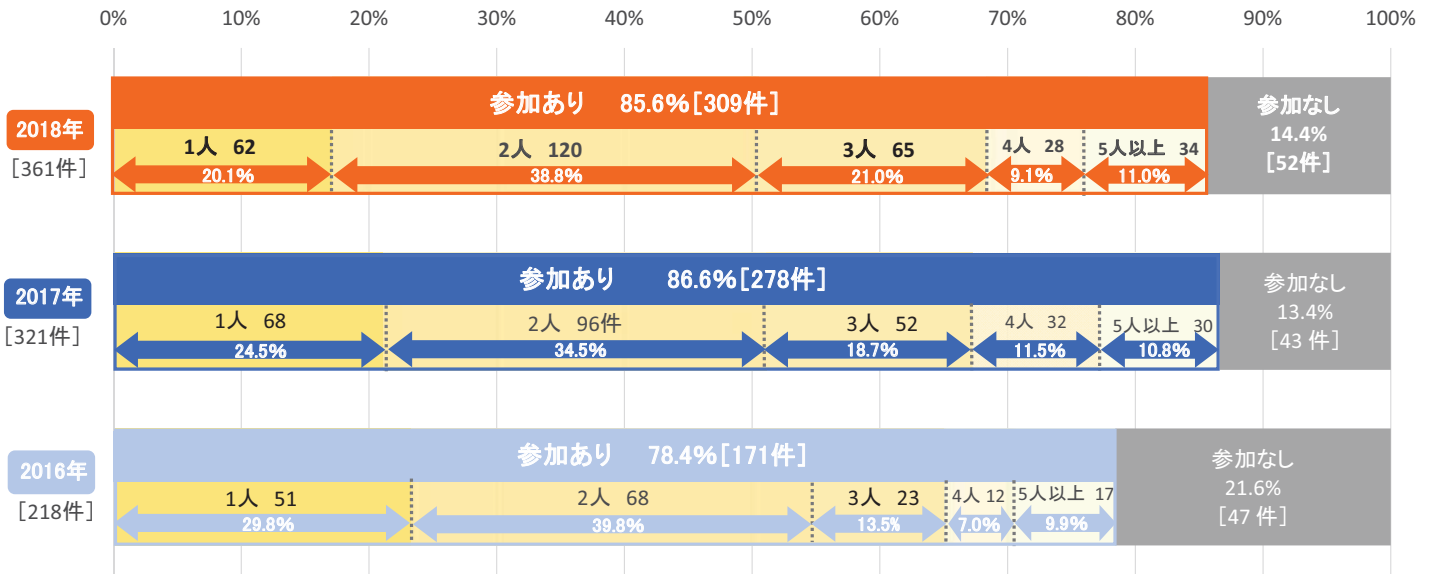 0% 10% 20% 30% 40% 50% 60% 70% 80% 90% 100%
2018年
[361件]
参加あり 85.6%[309件]
1人 62 2人 120 3人 65 4人 28 5人以上 34
20.1% 38.8% 21.0% 9.1% 11.0%
参加なし
14.4%
[52件]
2017年
[321件]
参加あり 86.6%[278件]
1人 68 2人 96件 3人 52 4人 32 5人以上 30
24.5% 34.5% 18.7% 11.5% 10.8%
参加なし
13.4%
[43 件]
2016年
[218件]
参加あり 78.4%[171件]
1人 51 2人 68 3人 23 4人 12 5人以上 17
29.8% 39.8% 13.5% 7.0% 9.9%
参加なし
21.6%
[47 件]